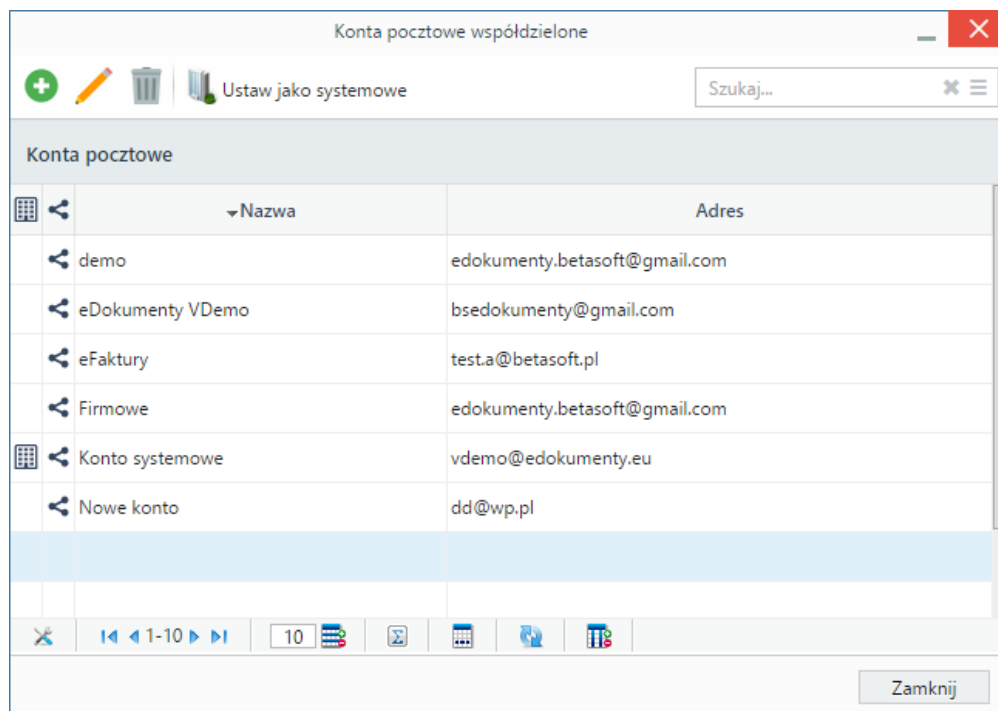 Konta pocztowe współdzielone
Ustaw jako systemowe
Szukaj...
Konta pocztowe
Nazwa Adres
demo edokumenty.betasoft@gmail.com
eDokumenty VDemo bsedokumenty@gmail.com
eFaktury test.a@betasoft.pl
Firmowe edokumenty.betasoft@gmail.com
Konto systemowe vdemo@edokumenty.eu
Nowe konto dd@wp.pl
1-10 10
Zamknij